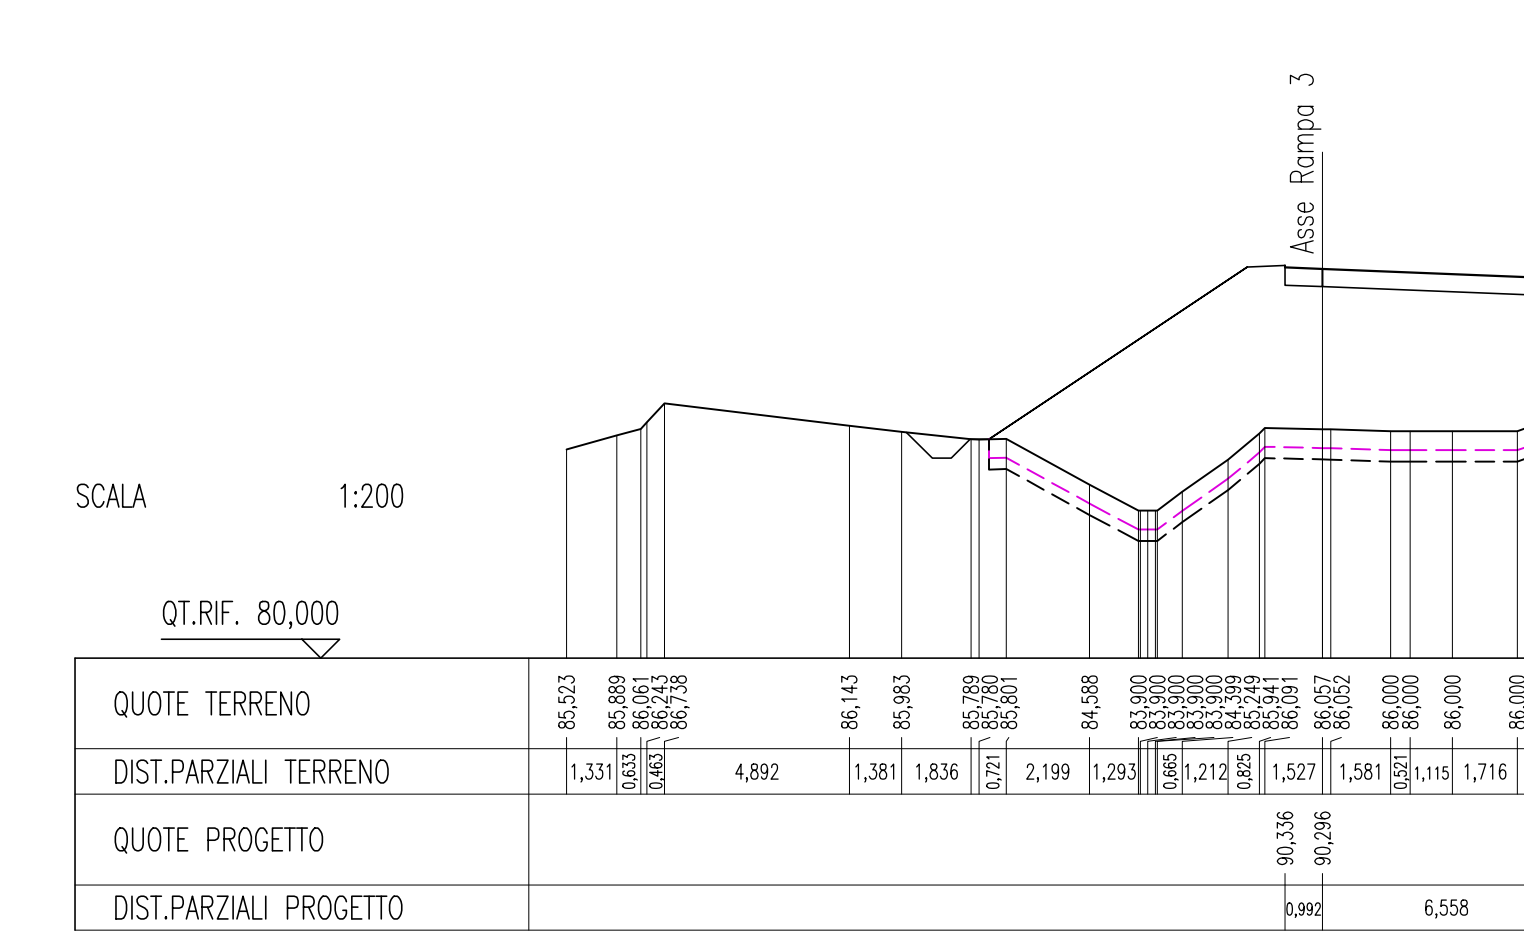 Asse Rampa 3
SCALA 1:200
QT.RIF. 80,000
QUOTE TERRENO 85,523 85,889 86,061 86,243 86,738 86,143 85,983 85,789 85,780 85,801 84,588 83,900 83,900 83,900 83,900 83,900 84,399 85,249 85,941 86,091 86,057 86,052 86,000 86,000 86,000 86,000
DIST.PARZIALI TERRENO 1,331 0,633 0,463 4,892 1,381 1,836 0,721 2,199 1,293 0,665 1,212 0,825 1,527 1,581 0,521 1,115 1,716
QUOTE PROGETTO 90,336 90,296
DIST.PARZIALI PROGETTO 0,992 6,558